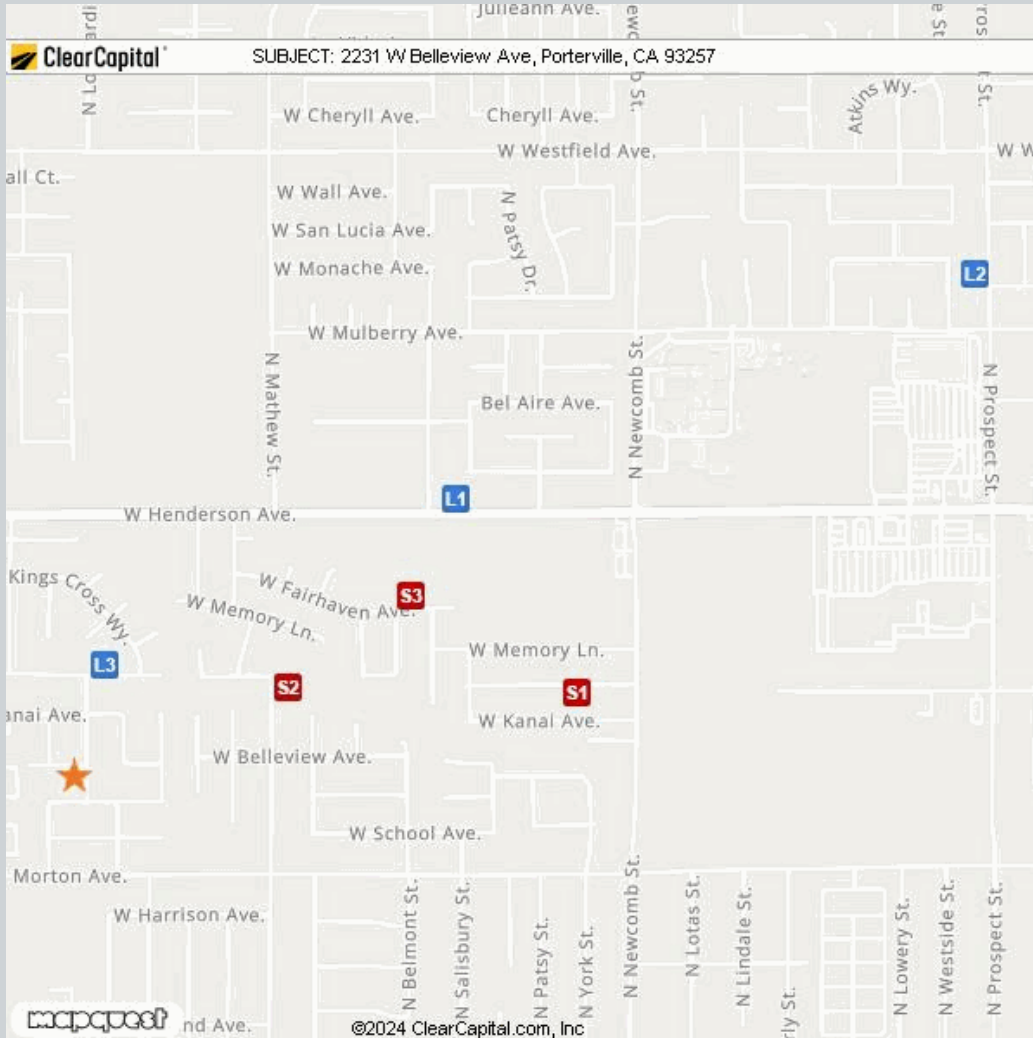 Julieann Ave.
ClearCapital
SUBJECT: 2231 W Belleview Ave, Porterville, CA 93257
W Cheryll Ave.
Cheryll Ave.
Atkins Wy.
W Westfield Ave.
all Ct.
W Wall Ave.
N Patsy Dr.
W San Lucia Ave.
W Monache Ave.
L2
W Mulberry Ave.
N Mathew St.
N Newcomb St.
N Prospect St.
Bel Aire Ave.
L1
W Henderson Ave.
Kings Cross Wy.
W Fairhaven Ave.
S3
W Memory Ln.
W Memory Ln.
L3
S2
S1
anai Ave.
W Kanai Ave.
W Belleview Ave.
W School Ave.
Morton Ave.
W Harrison Ave.
N Belmont St.
N Salisbury St.
N Patsy St.
N York St.
N Newcomb St.
N Lotas St.
N Lindale St.
rly St.
N Lowery St.
N Westside St.
N Prospect St.
mapquest
nd Ave.
©2024 ClearCapital.com, Inc